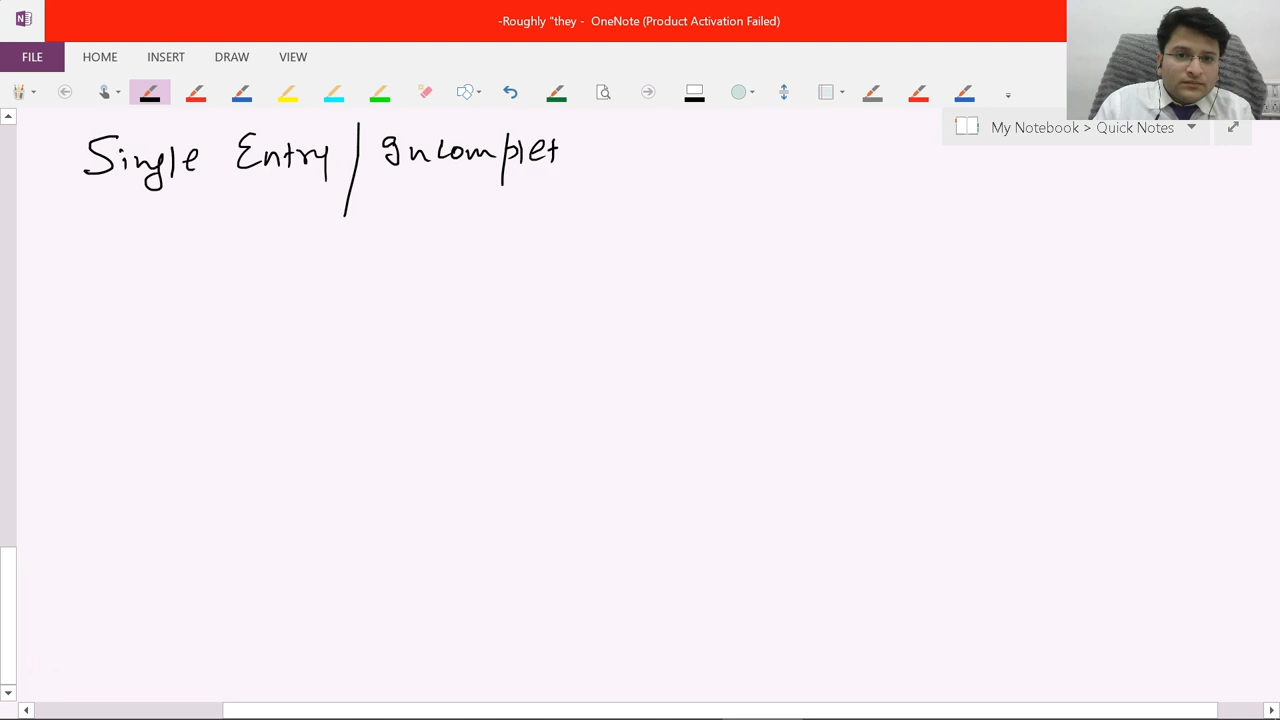 -Roughly "they - OneNote (Product Activation Failed)
FILE HOME INSERT DRAW VIEW
My Notebook > Quick Notes
Single Entry / Incomplet